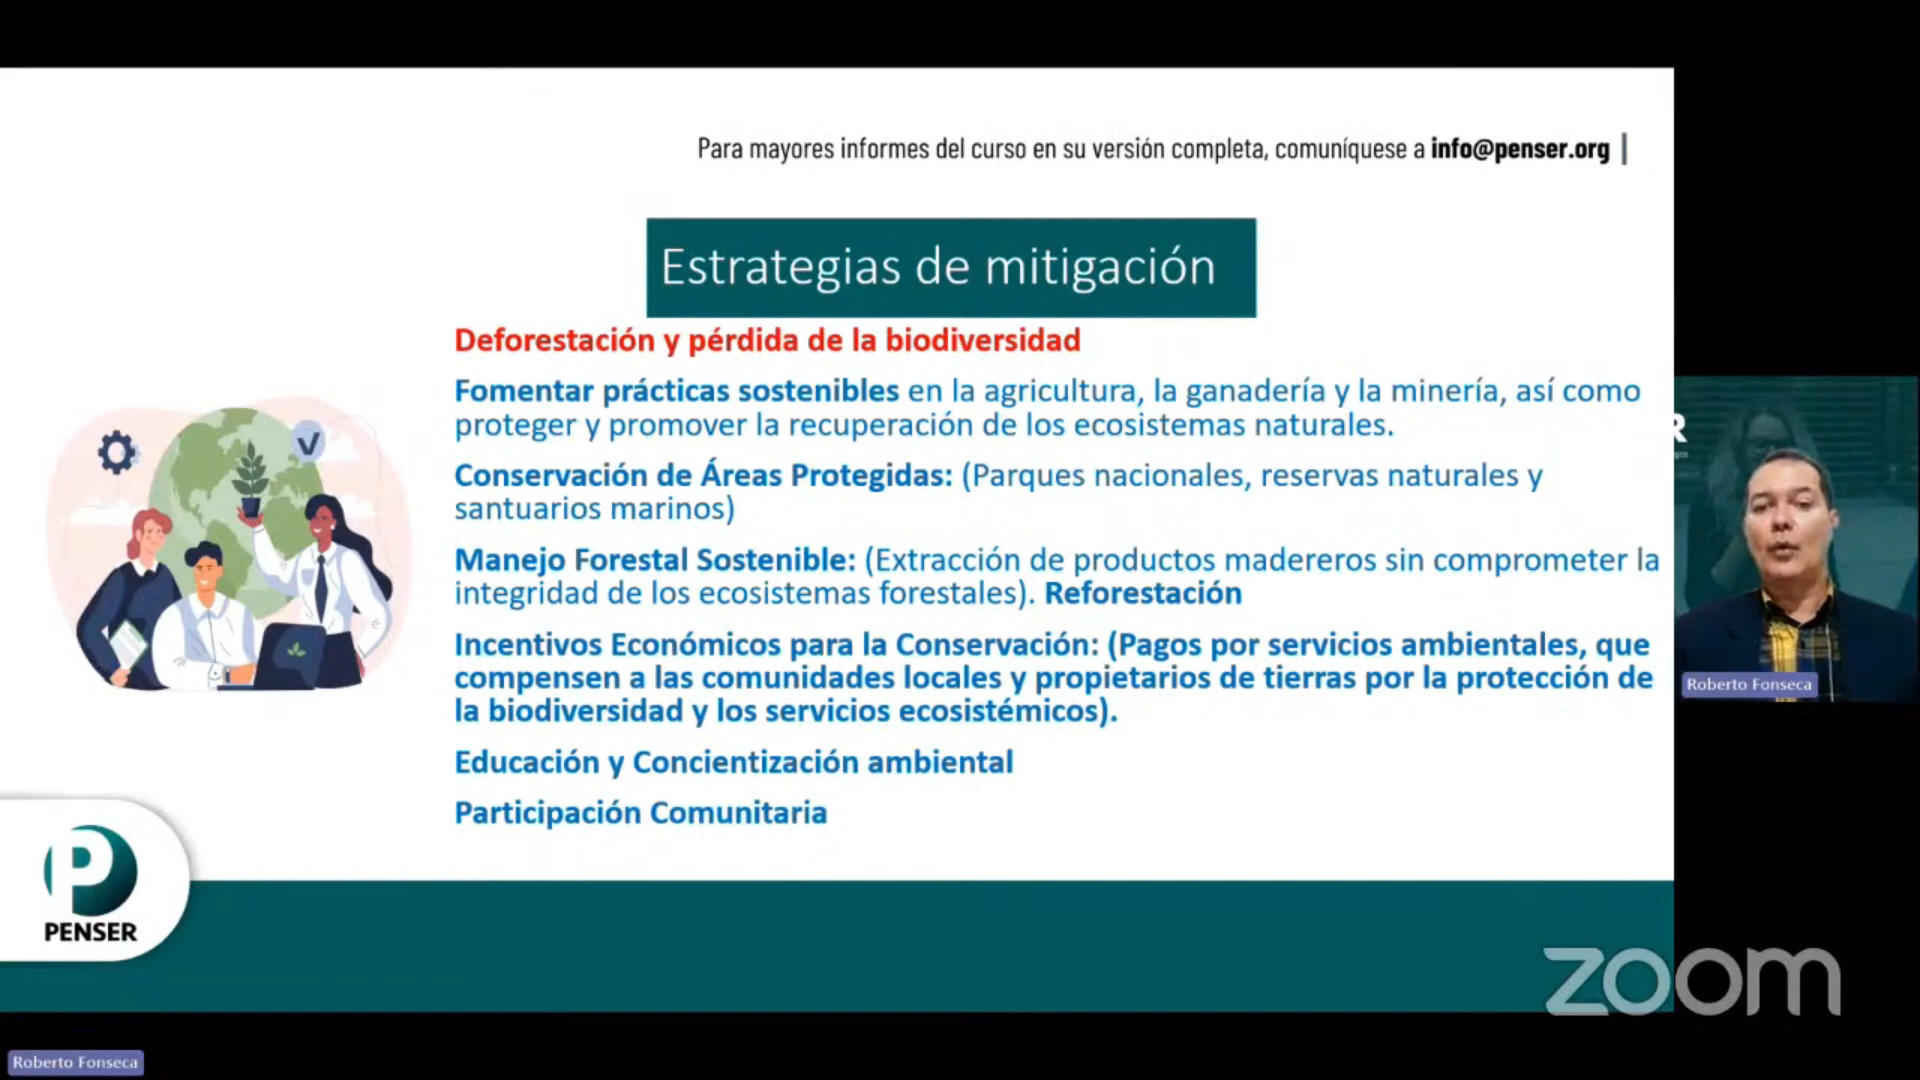 Para mayores informes del curso en su versión completa, comuníquese a info@penser.org |
Estrategias de mitigación
Deforestación y pérdida de la biodiversidad
Fomentar prácticas sostenibles en la agricultura, la ganadería y la minería, así como
proteger y promover la recuperación de los ecosistemas naturales.
Conservación de Áreas Protegidas: (Parques nacionales, reservas naturales y
santuarios marinos)
Manejo Forestal Sostenible: (Extracción de productos madereros sin comprometer la
integridad de los ecosistemas forestales). Reforestación
Incentivos Económicos para la Conservación: (Pagos por servicios ambientales, que
compensen a las comunidades locales y propietarios de tierras por la protección de
la biodiversidad y los servicios ecosistémicos).
Educación y Concientización ambiental
Participación Comunitaria
P
PENSER
R
Roberto Fonseca
zoom
Roberto Fonseca